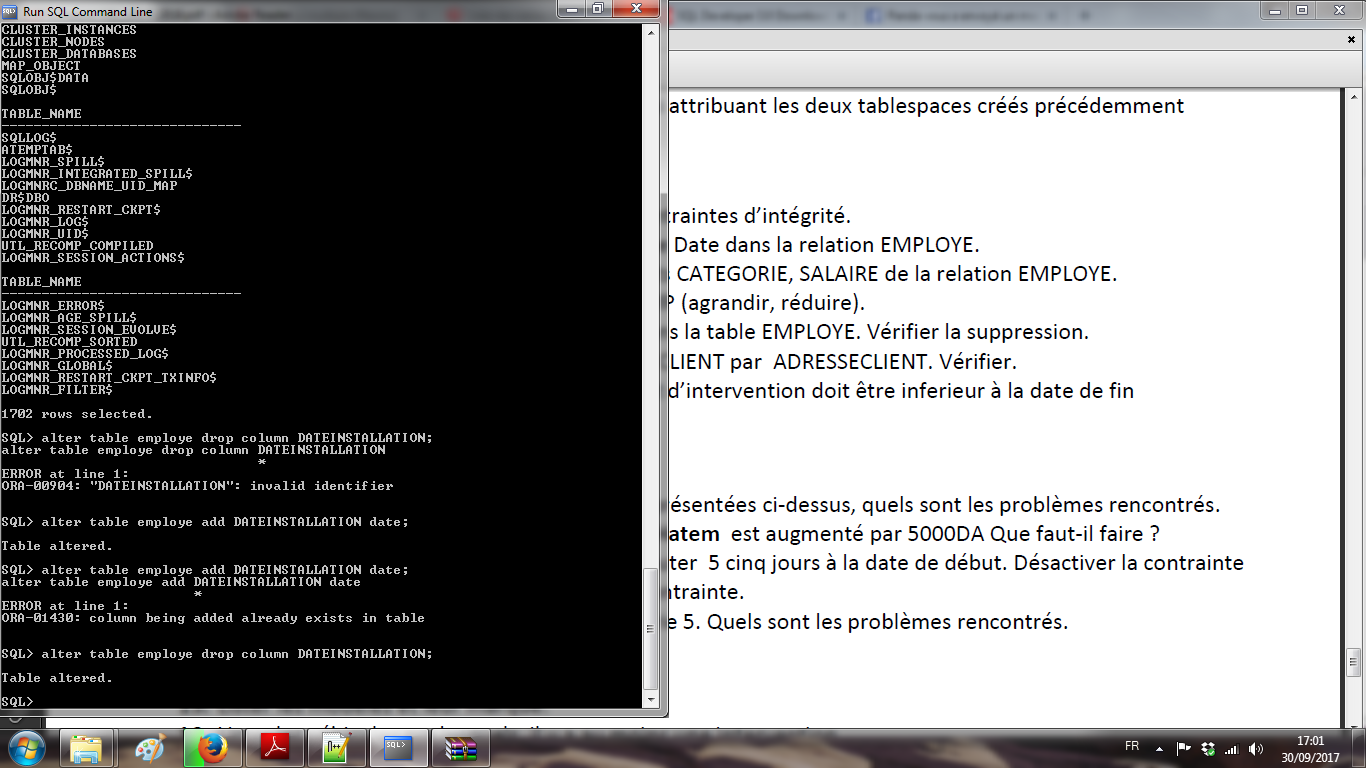 Run SQL Command Line
CLUSTER_INSTANCES
CLUSTER_NODES
CLUSTER_DATABASES
MAP_OBJECT
SQLOBJ$DATA
SQLOBJ$
TABLE_NAME
------------------------------
SQLLOG$
ATEMPTAB$
LOGMNR_SPILL$
LOGMNR_INTEGRATED_SPILL$
LOGMNRC_DBNAME_UID_MAP
DR$DBO
LOGMNR_RESTART_CKPT$
LOGMNR_LOG$
LOGMNR_UID$
UTL_RECOMP_COMPILED
LOGMNR_SESSION_ACTIONS$
TABLE_NAME
------------------------------
LOGMNR_ERROR$
LOGMNR_AGE_SPILL$
LOGMNR_SESSION_EVOLVE$
UTL_RECOMP_SORTED
LOGMNR_PROCESSED_LOG$
LOGMNR_GLOBAL$
LOGMNR_RESTART_CKPT_TXINFO$
LOGMNR_FILTER$
1702 rows selected.
SQL> alter table employe drop column DATEINSTALLATION;
alter table employe drop column DATEINSTALLATION
*
ERROR at line 1:
ORA-00904: "DATEINSTALLATION": invalid identifier
SQL> alter table employe add DATEINSTALLATION date;
Table altered.
SQL> alter table employe add DATEINSTALLATION date;
alter table employe add DATEINSTALLATION date
*
ERROR at line 1:
ORA-01430: column being added already exists in table
SQL> alter table employe drop column DATEINSTALLATION;
Table altered.
SQL>
attribuant les deux tablespaces créés précédemment
traintes d’intégrité.
Date dans la relation EMPLOYE.
CATEGORIE, SALAIRE de la relation EMPLOYE.
(agrandir, réduire).
s la table EMPLOYE. Vérifier la suppression.
CLIENT par ADRESSECLIENT. Vérifier.
d’intervention doit être inferieur à la date de fin
résentées ci-dessus, quels sont les problèmes rencontrés.
atem est augmenté par 5000DA Que faut-il faire ?
ter 5 cinq jours à la date de début. Désactiver la contrainte
ntrainte.
e 5. Quels sont les problèmes rencontrés.
FR
17:01
30/09/2017